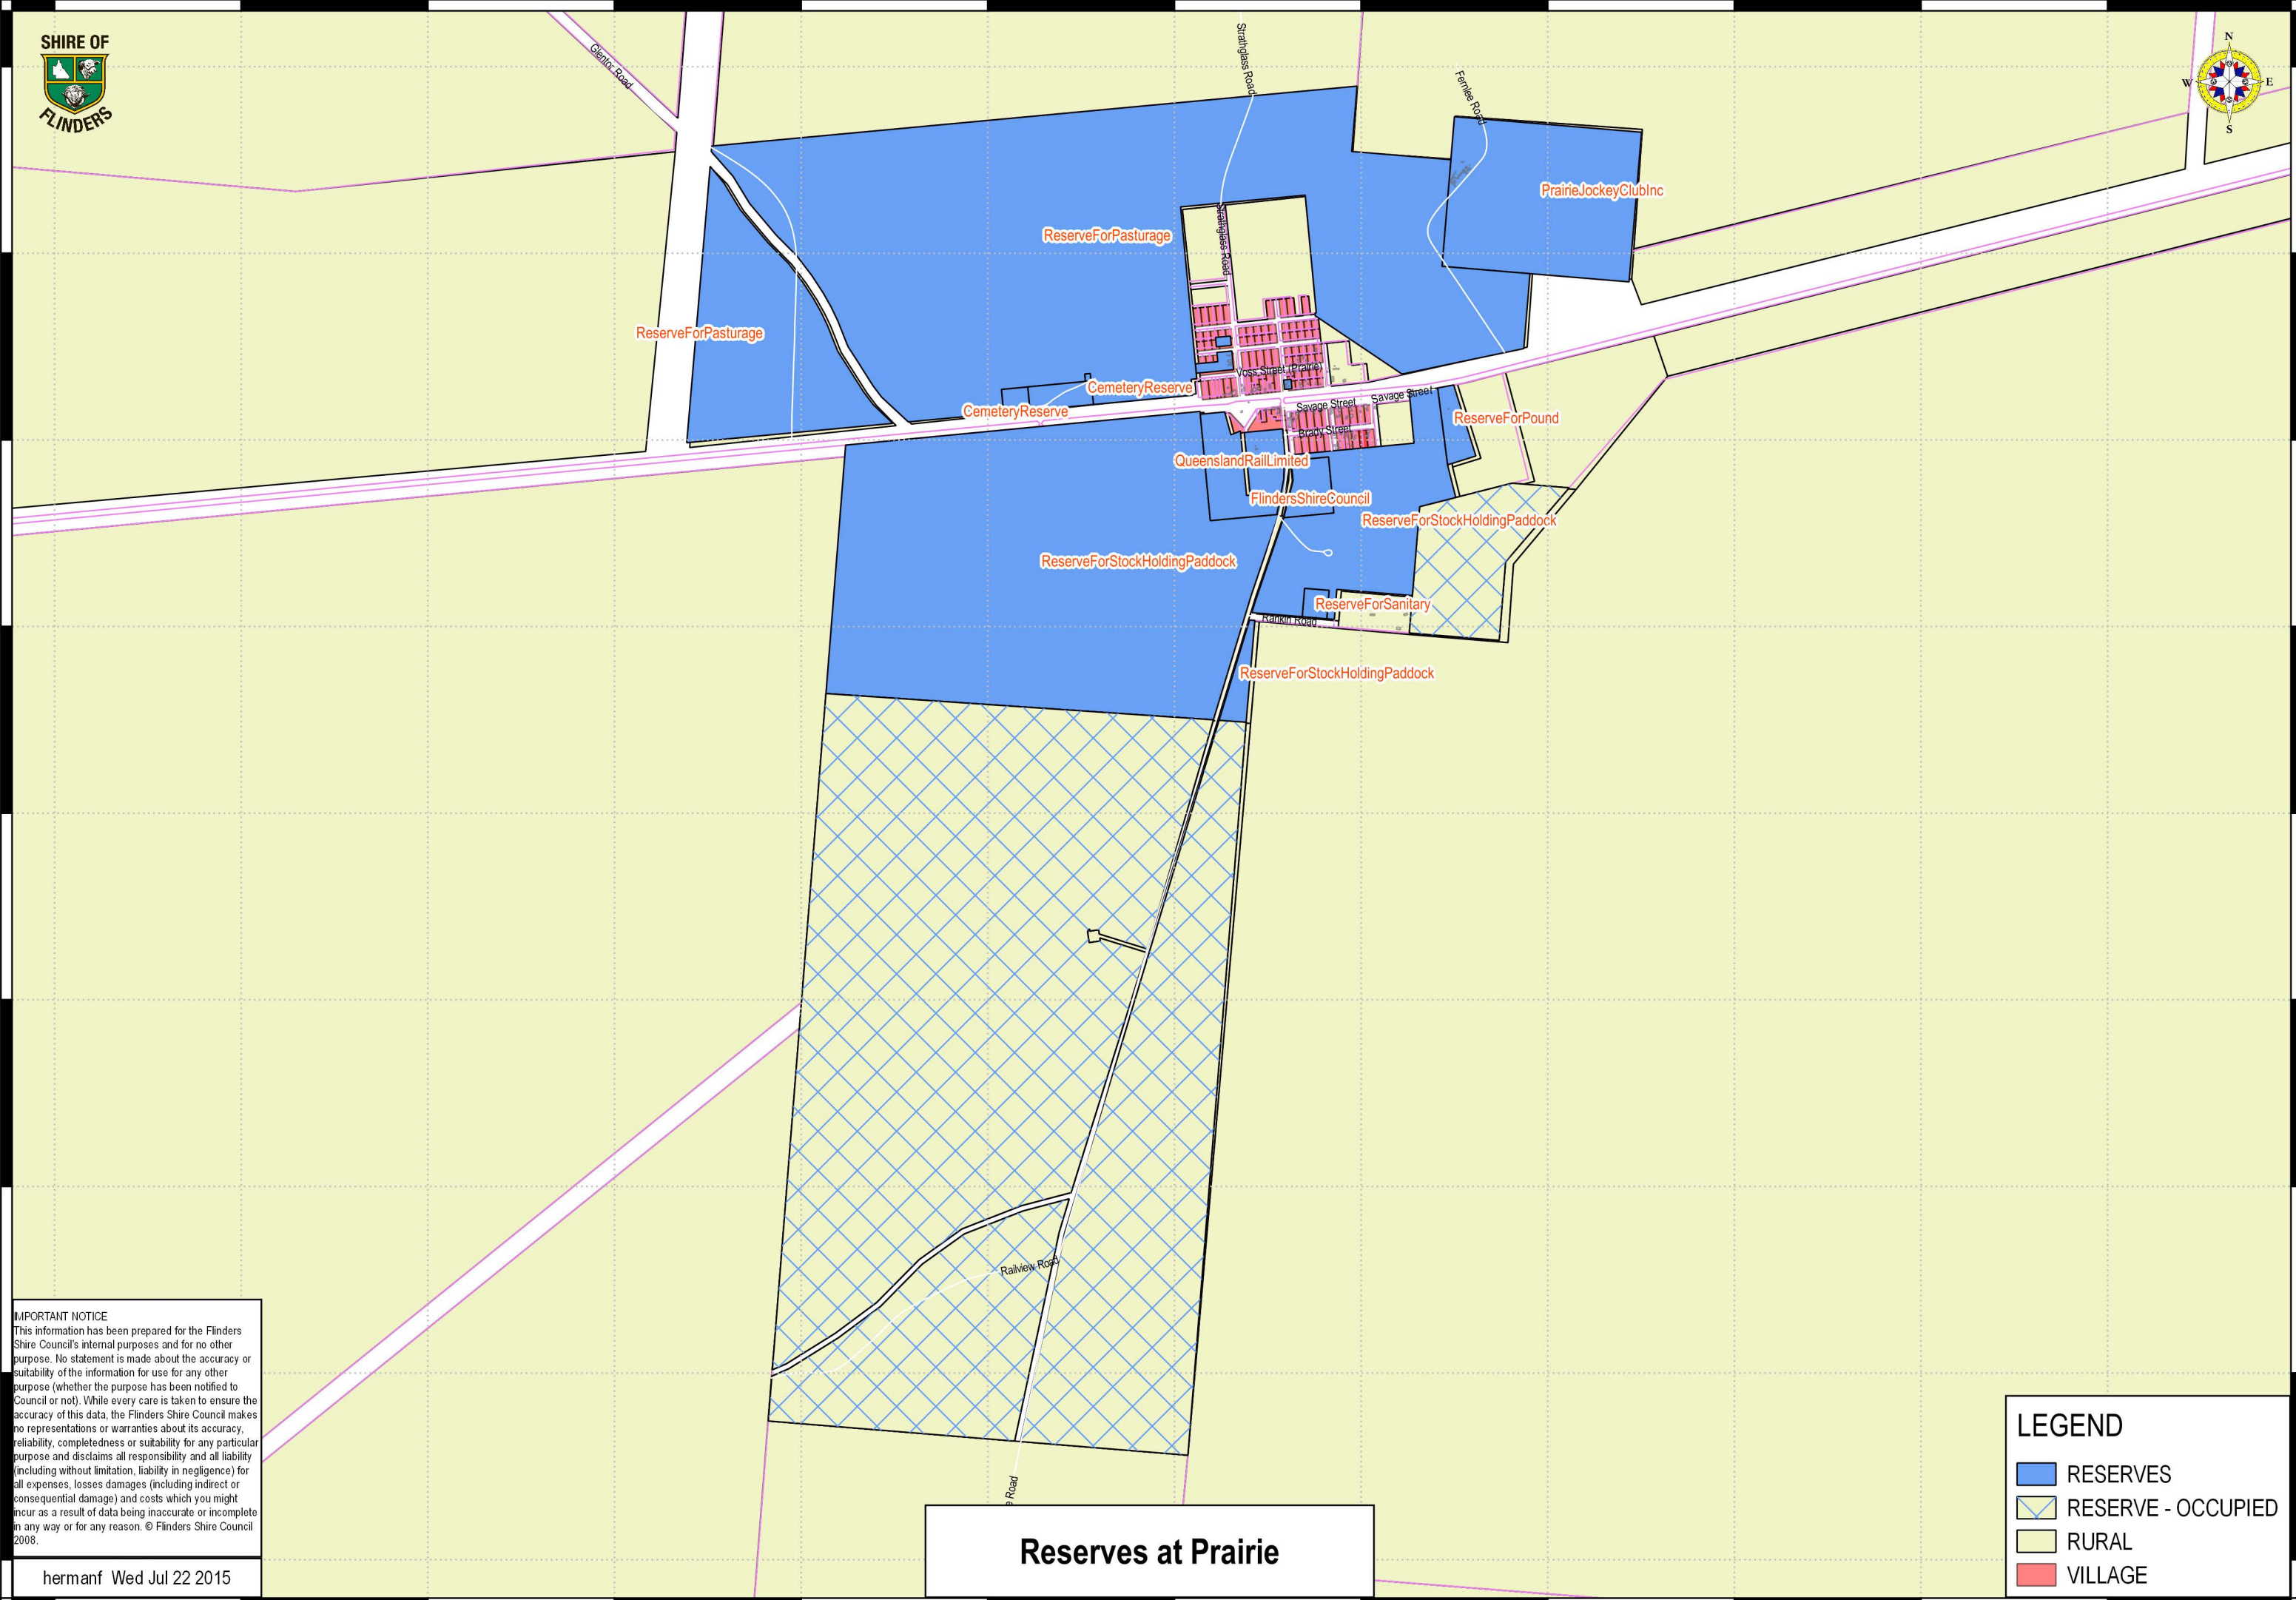 SHIRE OF
FLINDERS
Glentor Road
Strathglass Road
Fernlee Road
N
W
E
S
PrairieJockeyClubInc
ReserveForPasturage
Strathglass Road
ReserveForPasturage
Voss Street (Prairie)
CemeteryReserve
Savage Street
Savage Street
CemeteryReserve
ReserveForPound
Brady Street
QueenslandRailLimited
FlindersShireCouncil
ReserveForStockHoldingPaddock
ReserveForStockHoldingPaddock
ReserveForSanitary
Rankin Road
ReserveForStockHoldingPaddock
Railview Road
e Road
IMPORTANT NOTICE
This information has been prepared for the Flinders
Shire Council's internal purposes and for no other
purpose. No statement is made about the accuracy or
suitability of the information for use for any other
purpose (whether the purpose has been notified to
Council or not). While every care is taken to ensure the
accuracy of this data, the Flinders Shire Council makes
no representations or warranties about its accuracy,
reliability, completedness or suitability for any particular
purpose and disclaims all responsibility and all liability
(including without limitation, liability in negligence) for
all expenses, losses damages (including indirect or
consequential damage) and costs which you might
incur as a result of data being inaccurate or incomplete
in any way or for any reason. © Flinders Shire Council
2008.
hermanf Wed Jul 22 2015
Reserves at Prairie
LEGEND
RESERVES
RESERVE - OCCUPIED
RURAL
VILLAGE